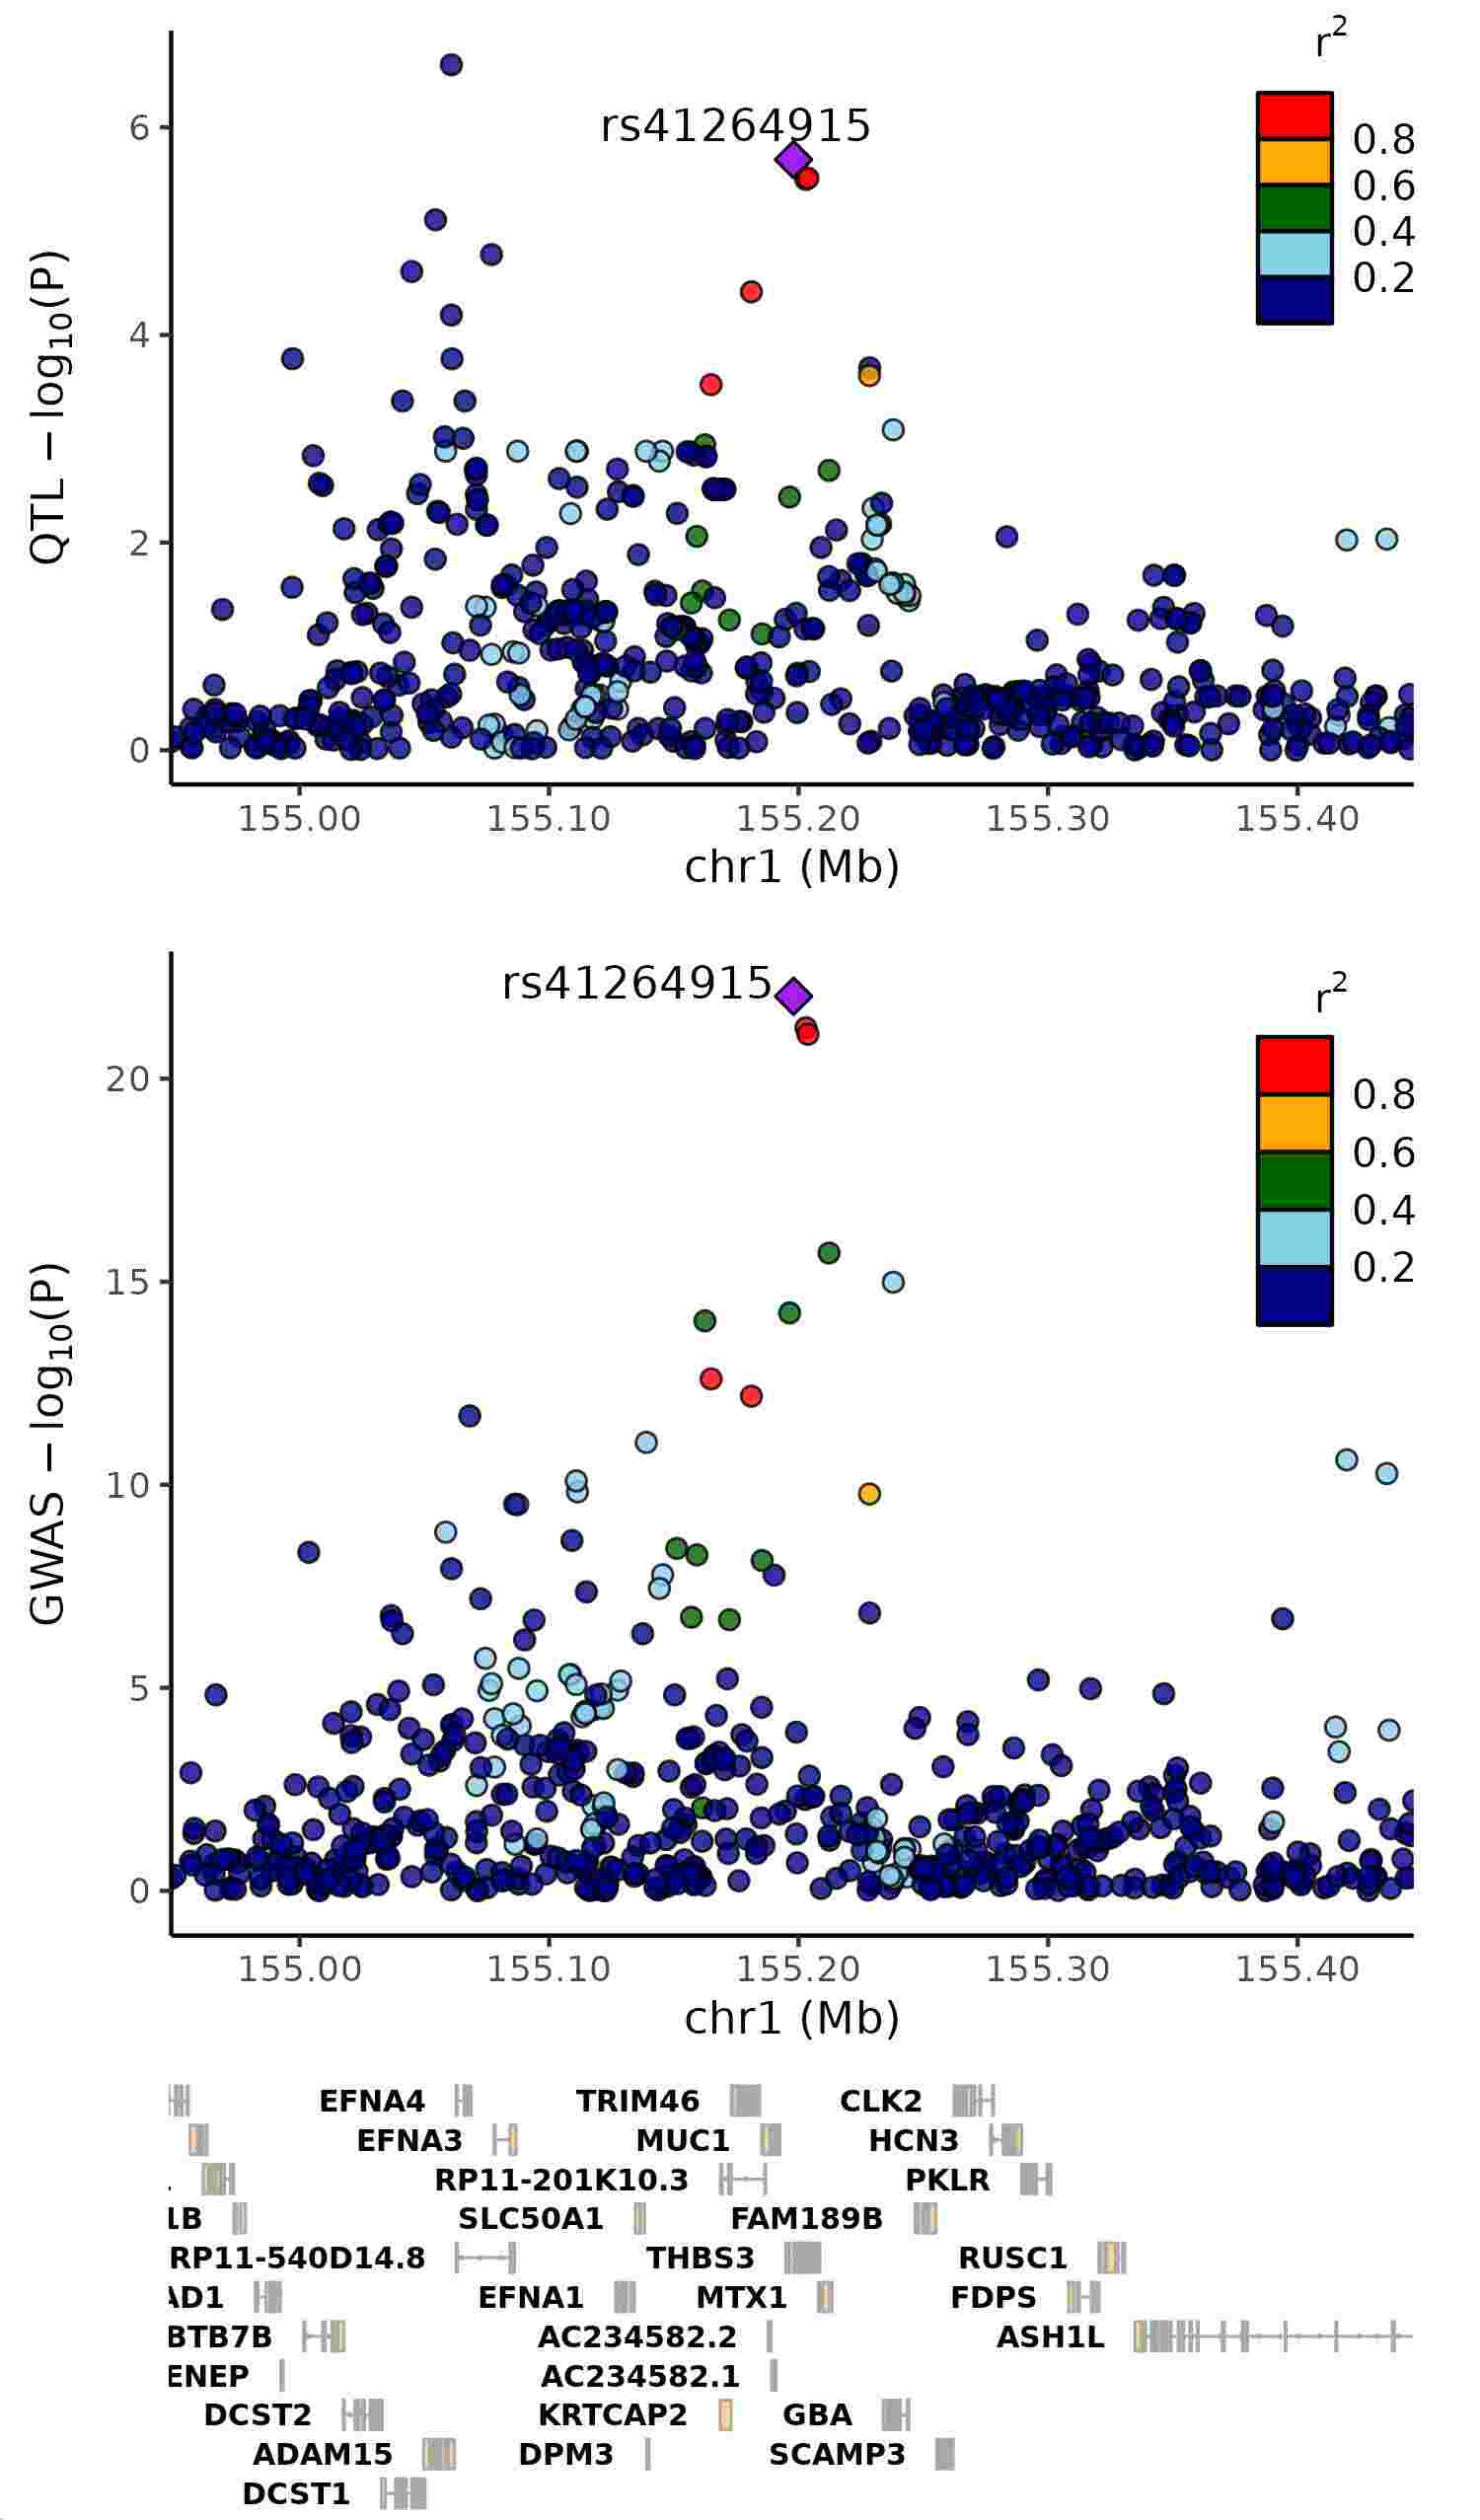 r2
rs41264915
6
4
2
0
0.8
0.6
0.4
0.2
QTL − log10(P)
155.00 155.10 155.20 155.30 155.40
chr1 (Mb)
rs41264915
r2
20
15
10
5
0
0.8
0.6
0.4
0.2
GWAS − log10(P)
155.00 155.10 155.20 155.30 155.40
chr1 (Mb)
EFNA4 TRIM46 CLK2
EFNA3 MUC1 HCN3
RP11-201K10.3 PKLR
LB SLC50A1 FAM189B
RP11-540D14.8 THBS3 RUSC1
AD1 EFNA1 MTX1 FDPS
BTB7B AC234582.2 ASH1L
ENEP AC234582.1
DCST2 KRTCAP2 GBA
ADAM15 DPM3 SCAMP3
DCST1